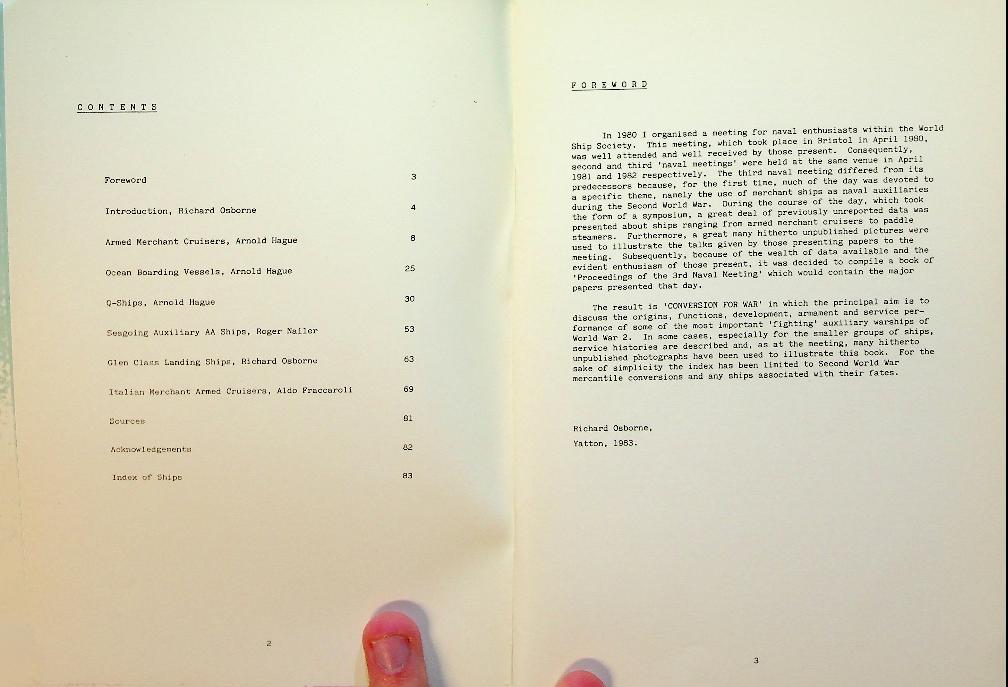 C O N T E N T S
Foreword 3
Introduction, Richard Osborne 4
Armed Merchant Cruisers, Arnold Hague 8
Ocean Boarding Vessels, Arnold Hague 25
Q-Ships, Arnold Hague 30
Seagoing Auxiliary AA Ships, Roger Nailer 53
Glen Class Landing Ships, Richard Osborne 63
Italian Merchant Armed Cruisers, Aldo Fraccaroli 69
Sources 81
Acknowledgements 82
Index of Ships 83
2
F O R E W O R D
In 1980 I organised a meeting for naval enthusiasts within the World
Ship Society. This meeting, which took place in Bristol in April 1980,
was well attended and well received by those present. Consequently,
second and third 'naval meetings' were held at the same venue in April
1981 and 1982 respectively. The third naval meeting differed from its
predecessors because, for the first time, much of the day was devoted to
a specific theme, namely the use of merchant ships as naval auxiliaries
during the Second World War. During the course of the day, which took
the form of a symposium, a great deal of previously unreported data was
presented about ships ranging from armed merchant cruisers to paddle
steamers. Furthermore, a great many hitherto unpublished pictures were
used to illustrate the talks given by those presenting papers to the
meeting. Subsequently, because of the wealth of data available and the
evident enthusiasm of those present, it was decided to compile a book of
'Proceedings of the 3rd Naval Meeting' which would contain the major
papers presented that day.
The result is 'CONVERSION FOR WAR' in which the principal aim is to
discuss the origins, functions, development, armament and service per-
formance of some of the most important 'fighting' auxiliary warships of
World War 2. In some cases, especially for the smaller groups of ships,
service histories are described and, as at the meeting, many hitherto
unpublished photographs have been used to illustrate this book. For the
sake of simplicity the index has been limited to Second World War
mercantile conversions and any ships associated with their fates.
Richard Osborne,
Yatton, 1983.
3